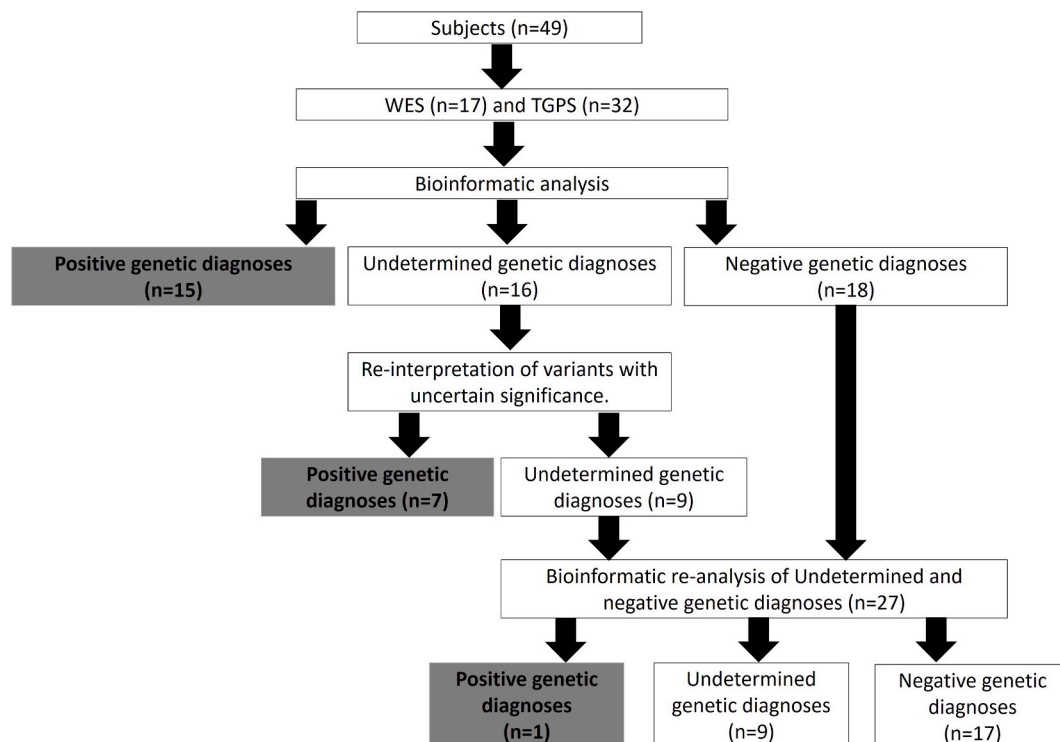 Subjects (n=49)
WES (n=17) and TGPS (n=32)
Bioinformatic analysis
Positive genetic diagnoses
(n=15)
Undetermined genetic diagnoses
(n=16)
Negative genetic diagnoses
(n=18)
Re-interpretation of variants with
uncertain significance.
Positive genetic
diagnoses (n=7)
Undetermined genetic
diagnoses (n=9)
Bioinformatic re-analysis of Undetermined and
negative genetic diagnoses (n=27)
Positive genetic
diagnoses
(n=1)
Undetermined
genetic diagnoses
(n=9)
Negative genetic
diagnoses
(n=17)